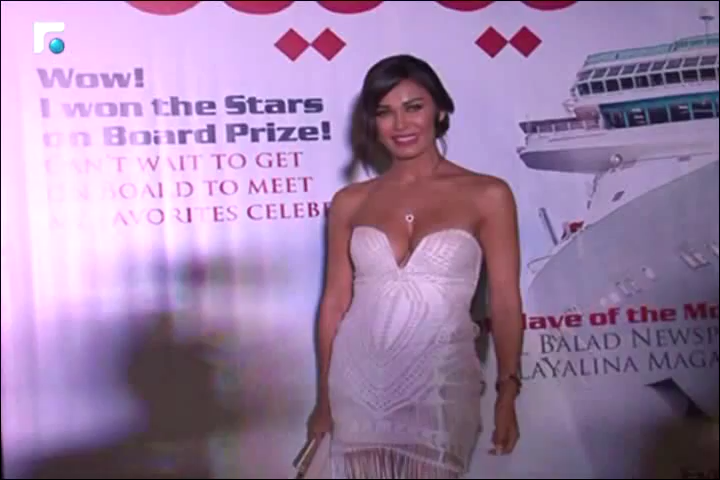 Wow!
I won the Stars
on Board Prize!
CAN'T WAIT TO GET
ON BOARD TO MEET
FAVORITES CELEB
lave of the Mo
BALAD NEWSP
LAYALINA MAGA